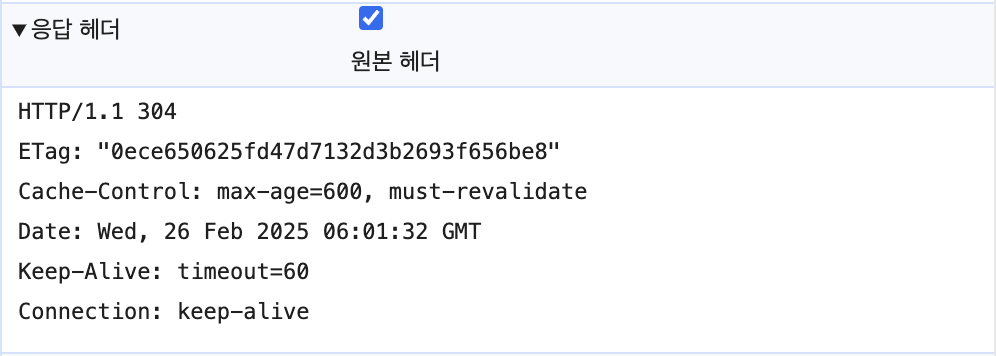 ▼응답 헤더
원본 헤더
HTTP/1.1 304
ETag: "0ece650625fd47d7132d3b2693f656be8"
Cache-Control: max-age=600, must-revalidate
Date: Wed, 26 Feb 2025 06:01:32 GMT
Keep-Alive: timeout=60
Connection: keep-alive